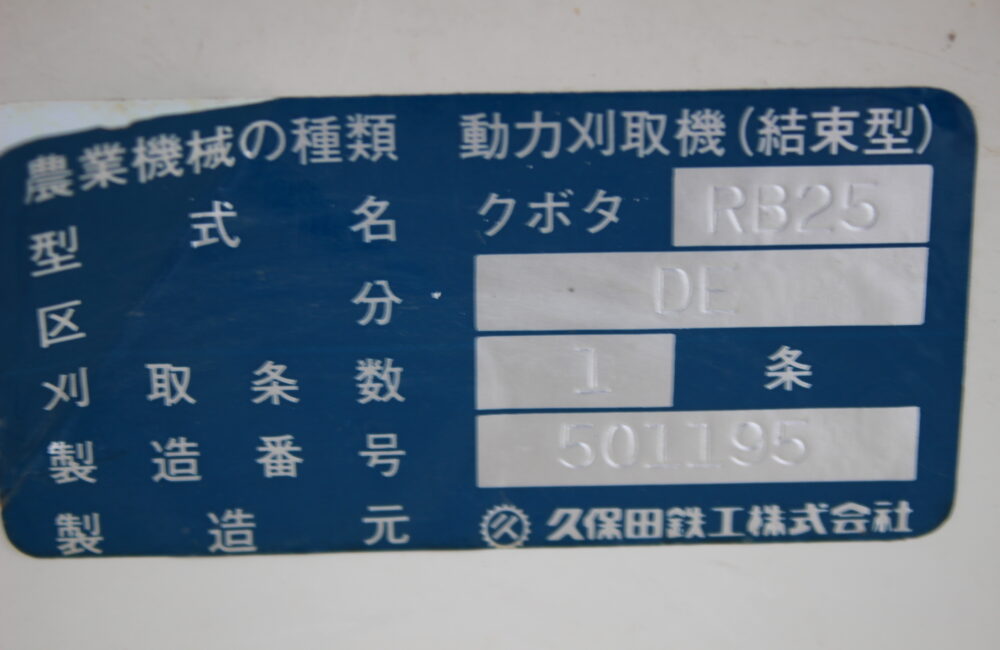 農業機械の種類 動力刈取機(結束型)
型式名 クボタ RB25
区分 DE
刈取条数 1 条
製造番号 501195
製造元 久 久保田鉄工株式会社